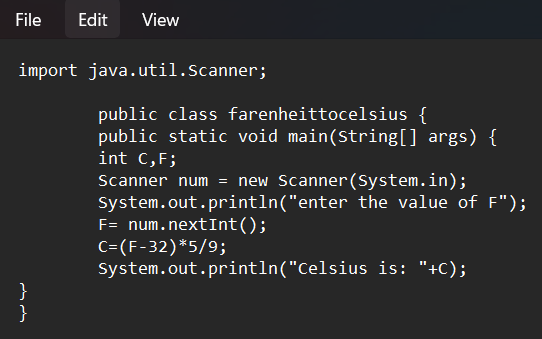 File Edit View
import java.util.Scanner;
public class farenheittocelsius {
public static void main(String[] args) {
int C,F;
Scanner num = new Scanner(System.in);
System.out.println("enter the value of F");
F= num.nextInt();
C=(F-32)*5/9;
System.out.println("Celsius is: "+C);
}
}